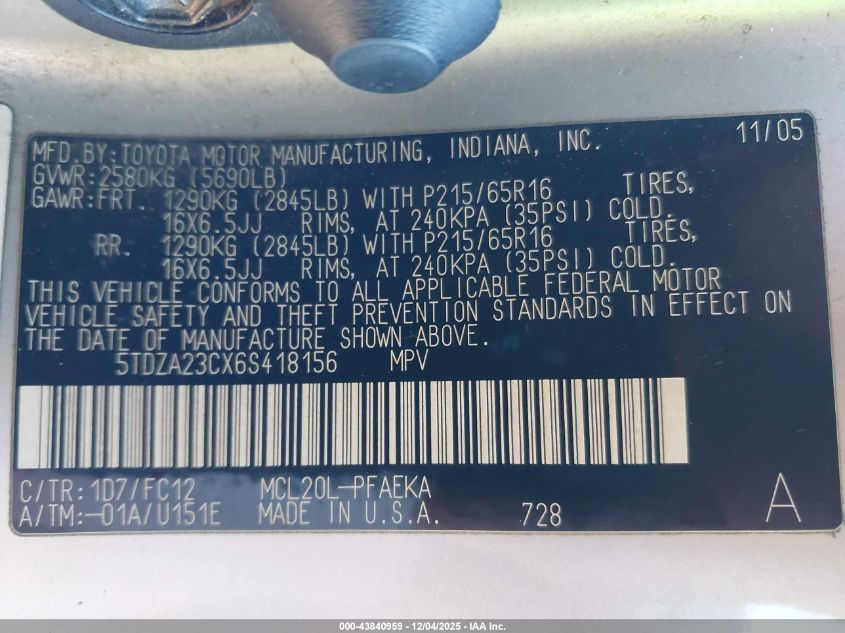 MFD.BY:TOYOTA MOTOR MANUFACTURING, INDIANA, INC. 11/05
GVWR:2580KG (5690LB)
GAWR:FRT. 1290KG (2845LB) WITH P215/65R16 TIRES,
16X6.5JJ RIMS, AT 240KPA (35PSI) COLD.
RR. 1290KG (2845LB) WITH P215/65R16 TIRES,
16X6.5JJ RIMS, AT 240KPA (35PSI) COLD.
THIS VEHICLE CONFORMS TO ALL APPLICABLE FEDERAL MOTOR
VEHICLE SAFETY AND THEFT PREVENTION STANDARDS IN EFFECT ON
THE DATE OF MANUFACTURE SHOWN ABOVE.
5TDZA23CX6S418156 MPV
C/TR:1D7/FC12 MCL20L-PFAEKA
A/TM:-01A/U151E MADE IN U.S.A. 728 A
000-43840959 - 12/04/2025 - IAA Inc.